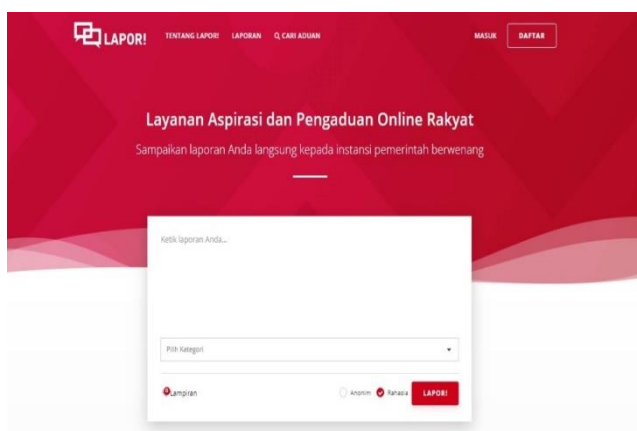 LAPOR! TENTANG LAPOR! LAPORAN CARI ADUAN MASUK DAFTAR
Layanan Aspirasi dan Pengaduan Online Rakyat
Sampaikan laporan Anda langsung kepada instansi pemerintah berwenang
Ketik laporan Anda...
Pilih Kategori
Lampiran Anonim Rahasia LAPOR!